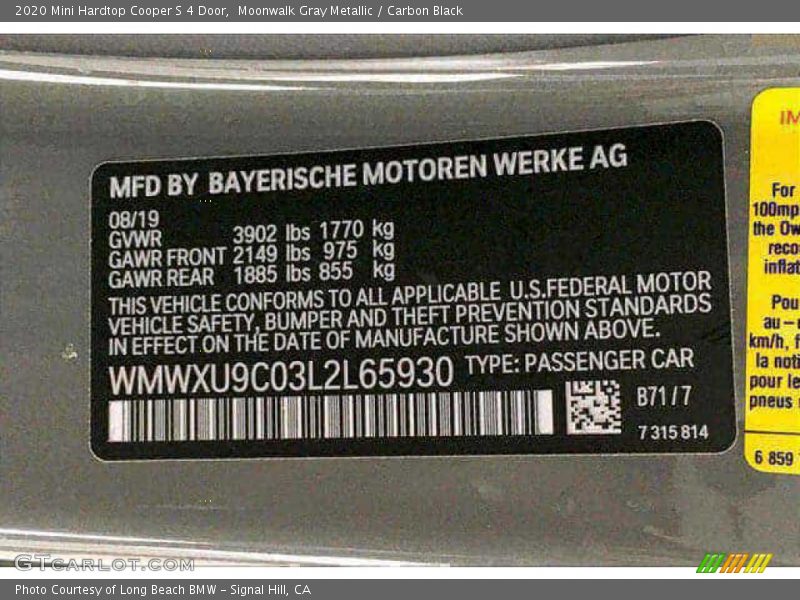 2020 Mini Hardtop Cooper S 4 Door,  Moonwalk Gray Metallic / Carbon Black
MFD BY BAYERISCHE MOTOREN WERKE AG
08/19
GVWR 3902 lbs 1770 kg
GAWR FRONT 2149 lbs 975 kg
GAWR REAR 1885 lbs 855 kg
THIS VEHICLE CONFORMS TO ALL APPLICABLE U.S.FEDERAL MOTOR
VEHICLE SAFETY, BUMPER AND THEFT PREVENTION STANDARDS
IN EFFECT ON THE DATE OF MANUFACTURE SHOWN ABOVE.
WMWXU9C03L2L65930 TYPE: PASSENGER CAR
B71/7
7 315 814
For
100mp
the Ow
reco
inflat
Pou
au –
km/h, f
la noti
pour le
pneus
6 859
GTCARLOT.COM
Photo Courtesy of Long Beach BMW – Signal Hill, CA